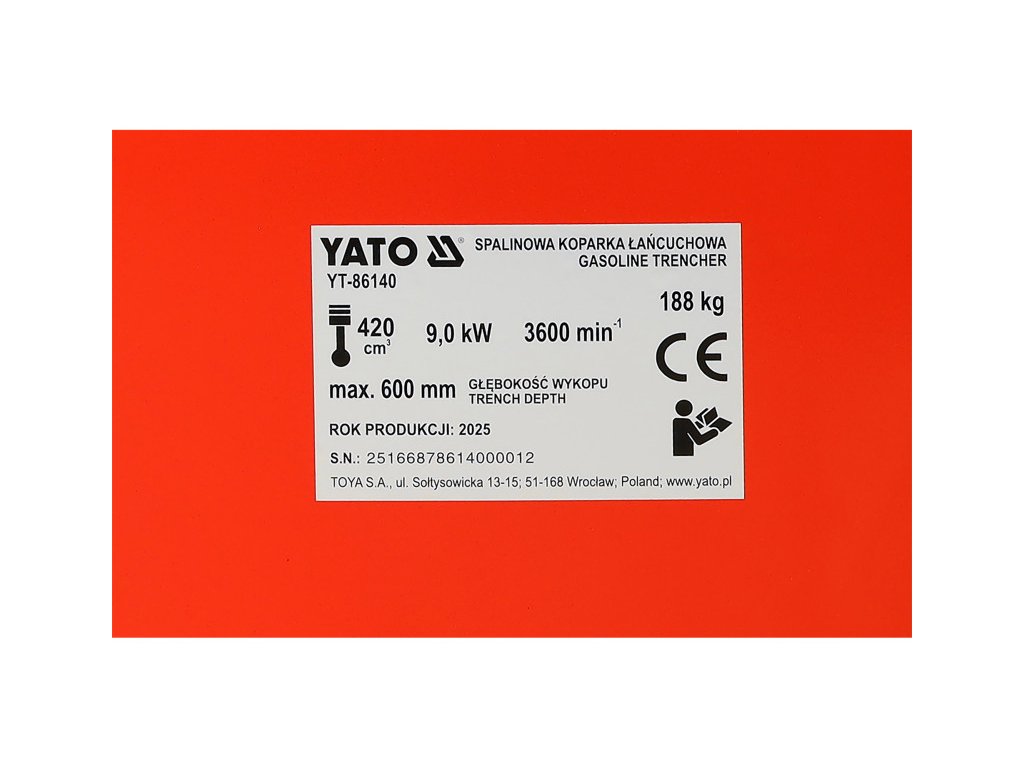 YATO ® SPALINOWA KOPARKA ŁAŃCUCHOWA
GASOLINE TRENCHER
YT-86140
188 kg
420 cm³ 9,0 kW 3600 min⁻¹
CE
max. 600 mm GŁĘBOKOŚĆ WYKOPU
TRENCH DEPTH
ROK PRODUKCJI: 2025
S.N.: 25166878614000012
TOYA S.A., ul. Sołtysowicka 13-15; 51-168 Wrocław; Poland; www.yato.pl